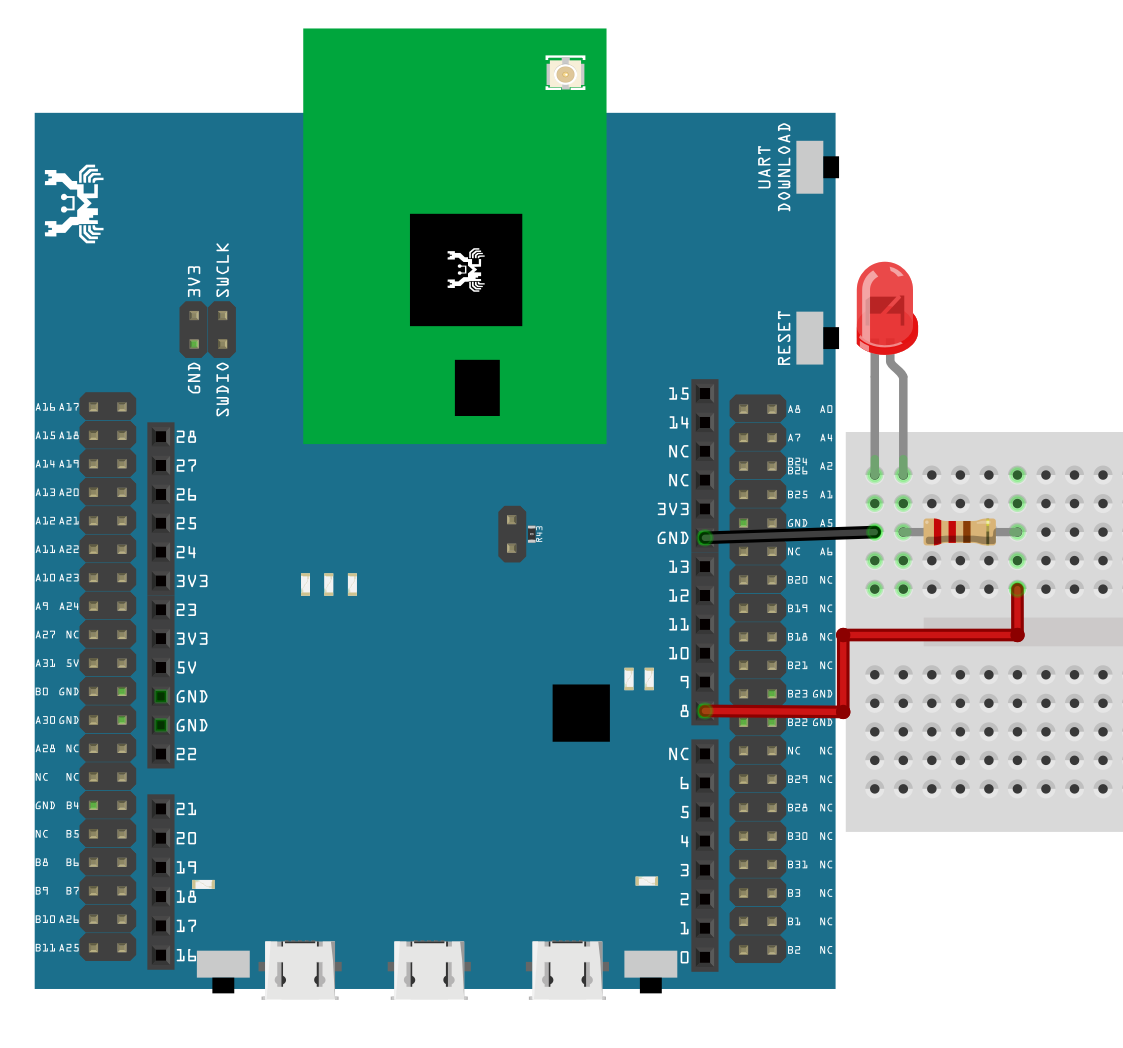 UART
DOWNLOAD
3V3 SWCLK
GND SWDIO
RESET
A16 A17
A15 A18
A14 A19
A13 A20
A12 A21
A11 A22
A10 A23
A9 A24
A27 NC
A31 5V
B0 GND
A30 GND
A28 NC
NC NC
GND B4
NC B5
B8 B6
B9 B7
B10 A26
B11 A25
28
27
26
25
24
3V3
23
3V3
5V
GND
GND
22
21
20
19
18
17
16
R43
15
14
NC
NC
3V3
GND
13
12
11
10
9
8
NC
6
5
4
3
2
1
0
A8 A0
A7 A4
B24
B26 A2
B25 A1
GND A5
NC A6
B20 NC
B19 NC
B18 NC
B21 NC
B23 GND
B22 GND
NC NC
B29 NC
B28 NC
B30 NC
B31 NC
B3 NC
B1 NC
B2 NC